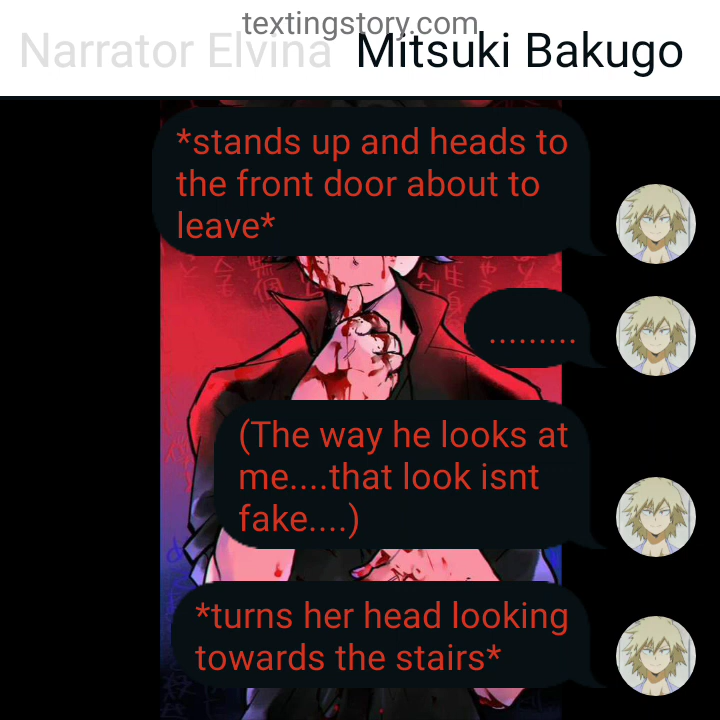 textingstory.com
Narrator Elvina Mitsuki Bakugo
*stands up and heads to
the front door about to
leave*
.........
(The way he looks at
me....that look isnt
fake....)
*turns her head looking
towards the stairs*